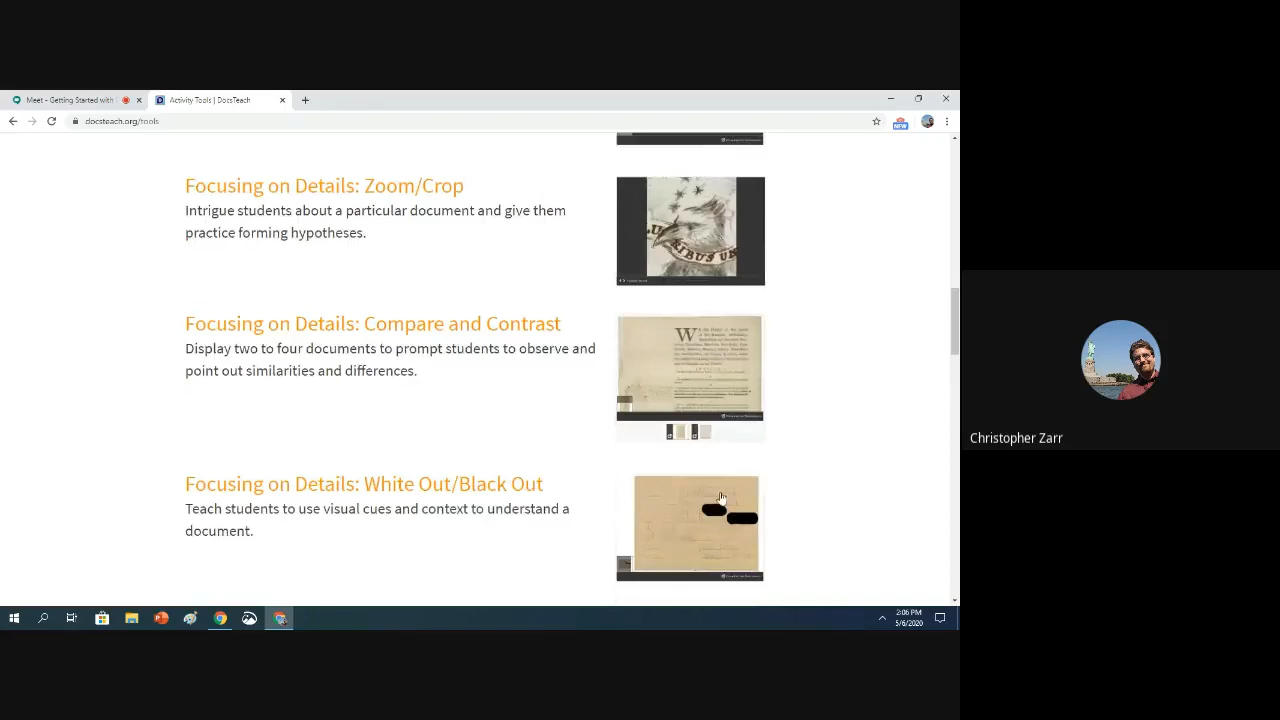 Meet - Getting Started with
Activity Tools | DocsTeach
docsteach.org/tools
NEW
Focusing on Details: Zoom/Crop
Intrigue students about a particular document and give them
practice forming hypotheses.
Focusing on Details: Compare and Contrast
Display two to four documents to prompt students to observe and
point out similarities and differences.
Focusing on Details: White Out/Black Out
Teach students to use visual cues and context to understand a
document.
Christopher Zarr
2:06 PM
5/6/2020